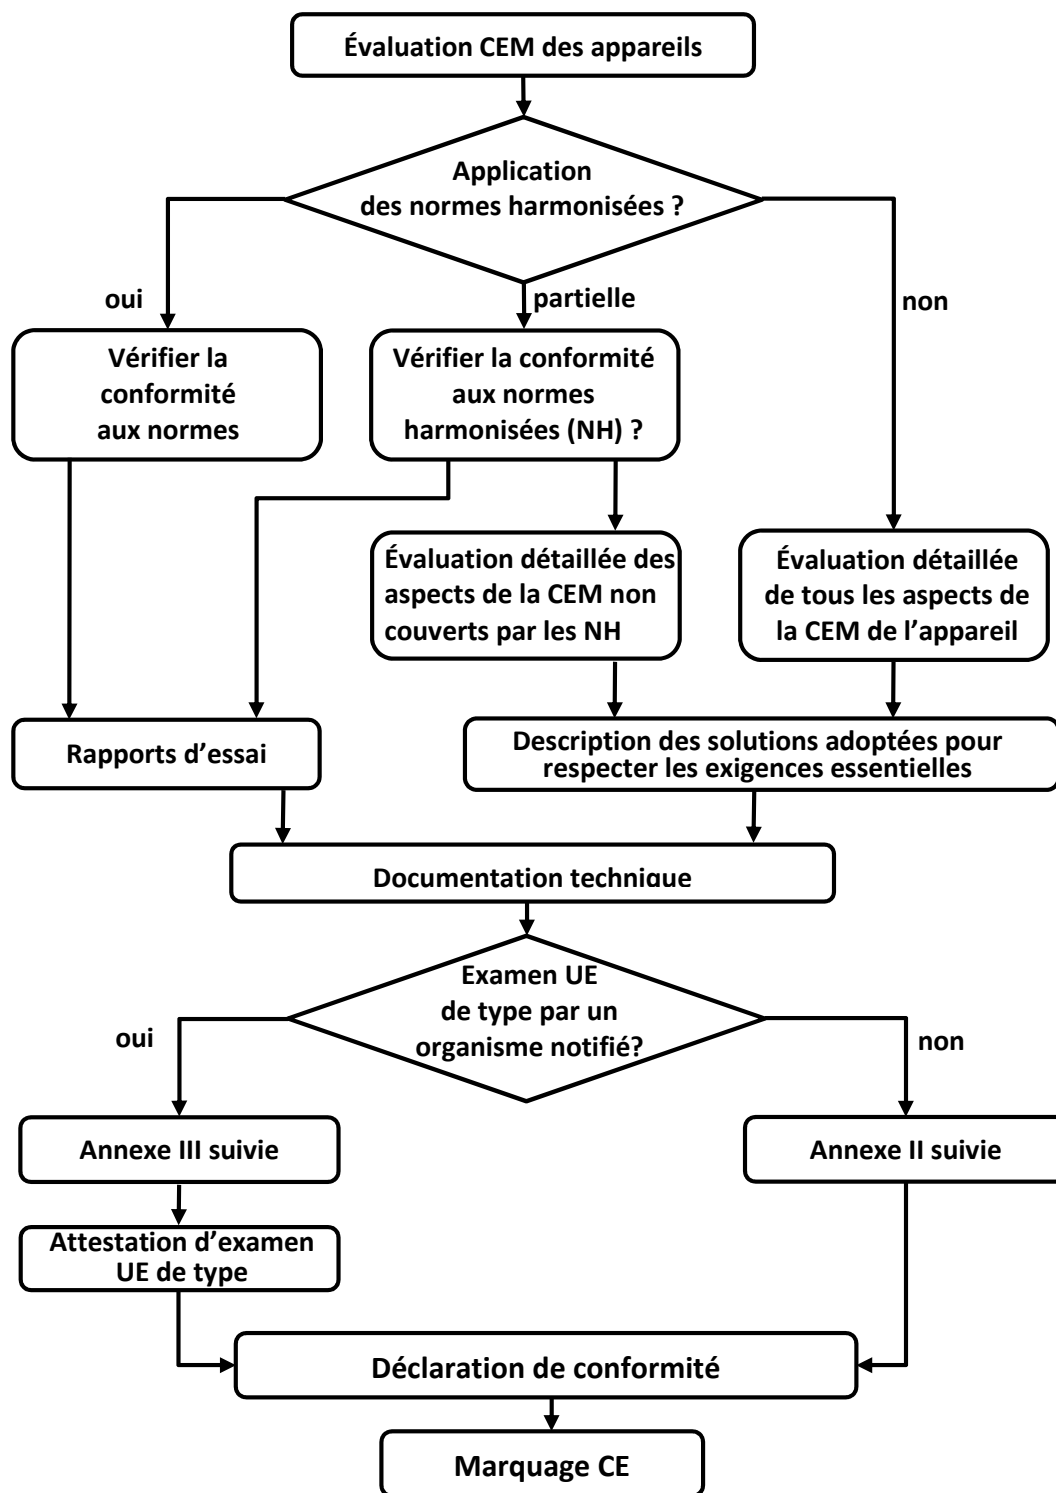 Évaluation CEM des appareils
Application
des normes harmonisées ?
oui
partielle
non
Vérifier la
conformité
aux normes
Vérifier la conformité
aux normes
harmonisées (NH) ?
Évaluation détaillée des
aspects de la CEM non
couverts par les NH
Évaluation détaillée
de tous les aspects de
la CEM de l’appareil
Rapports d’essai
Description des solutions adoptées pour
respecter les exigences essentielles
Documentation technique
Examen UE
de type par un
organisme notifié?
oui
non
Annexe III suivie
Annexe II suivie
Attestation d’examen
UE de type
Déclaration de conformité
Marquage CE